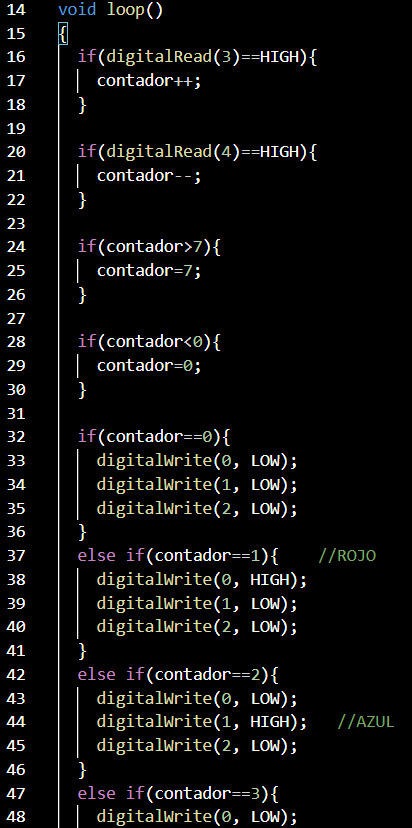 14 void loop()
15 {
16 if(digitalRead(3)==HIGH){
17 contador++;
18 }
19
20 if(digitalRead(4)==HIGH){
21 contador--;
22 }
23
24 if(contador>7){
25 contador=7;
26 }
27
28 if(contador<0){
29 contador=0;
30 }
31
32 if(contador==0){
33 digitalWrite(0, LOW);
34 digitalWrite(1, LOW);
35 digitalWrite(2, LOW);
36 }
37 else if(contador==1){ //ROJO
38 digitalWrite(0, HIGH);
39 digitalWrite(1, LOW);
40 digitalWrite(2, LOW);
41 }
42 else if(contador==2){
43 digitalWrite(0, LOW);
44 digitalWrite(1, HIGH); //AZUL
45 digitalWrite(2, LOW);
46 }
47 else if(contador==3){
48 digitalWrite(0, LOW);